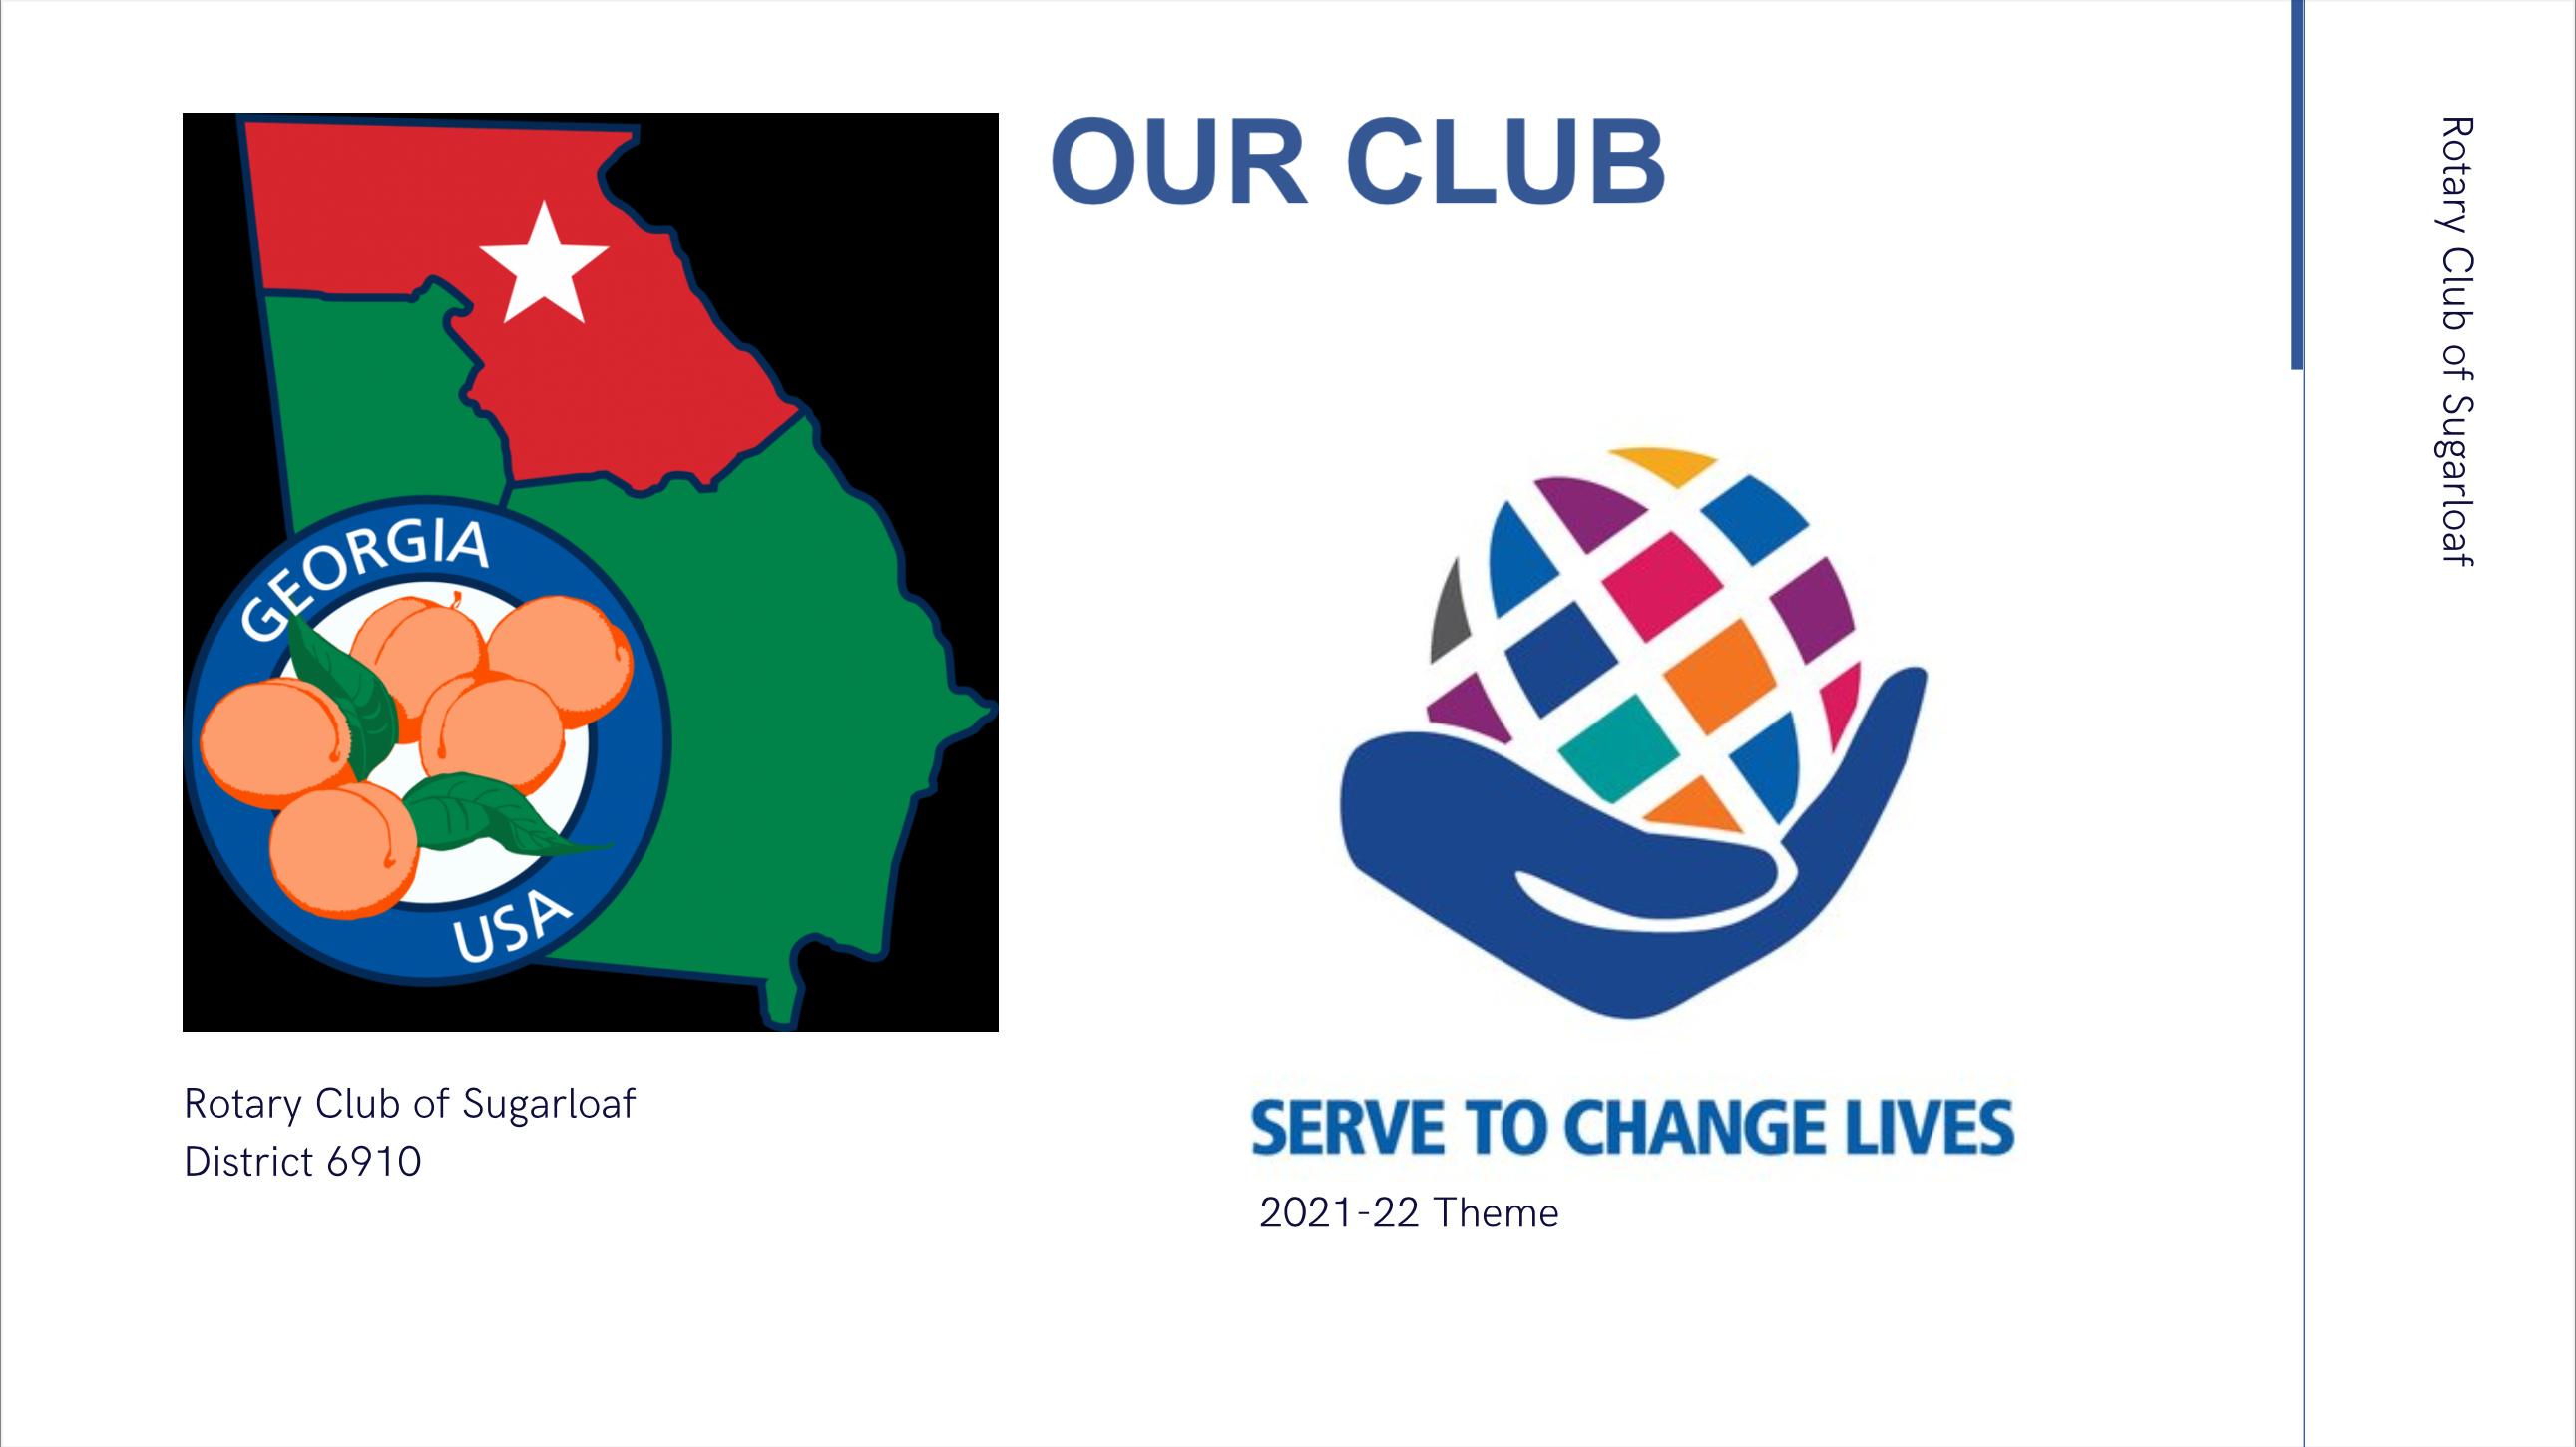 OUR CLUB
GEORGIA
USA
Rotary Club of Sugarloaf
District 6910
SERVE TO CHANGE LIVES
2021-22 Theme
Rotary Club of Sugarloaf